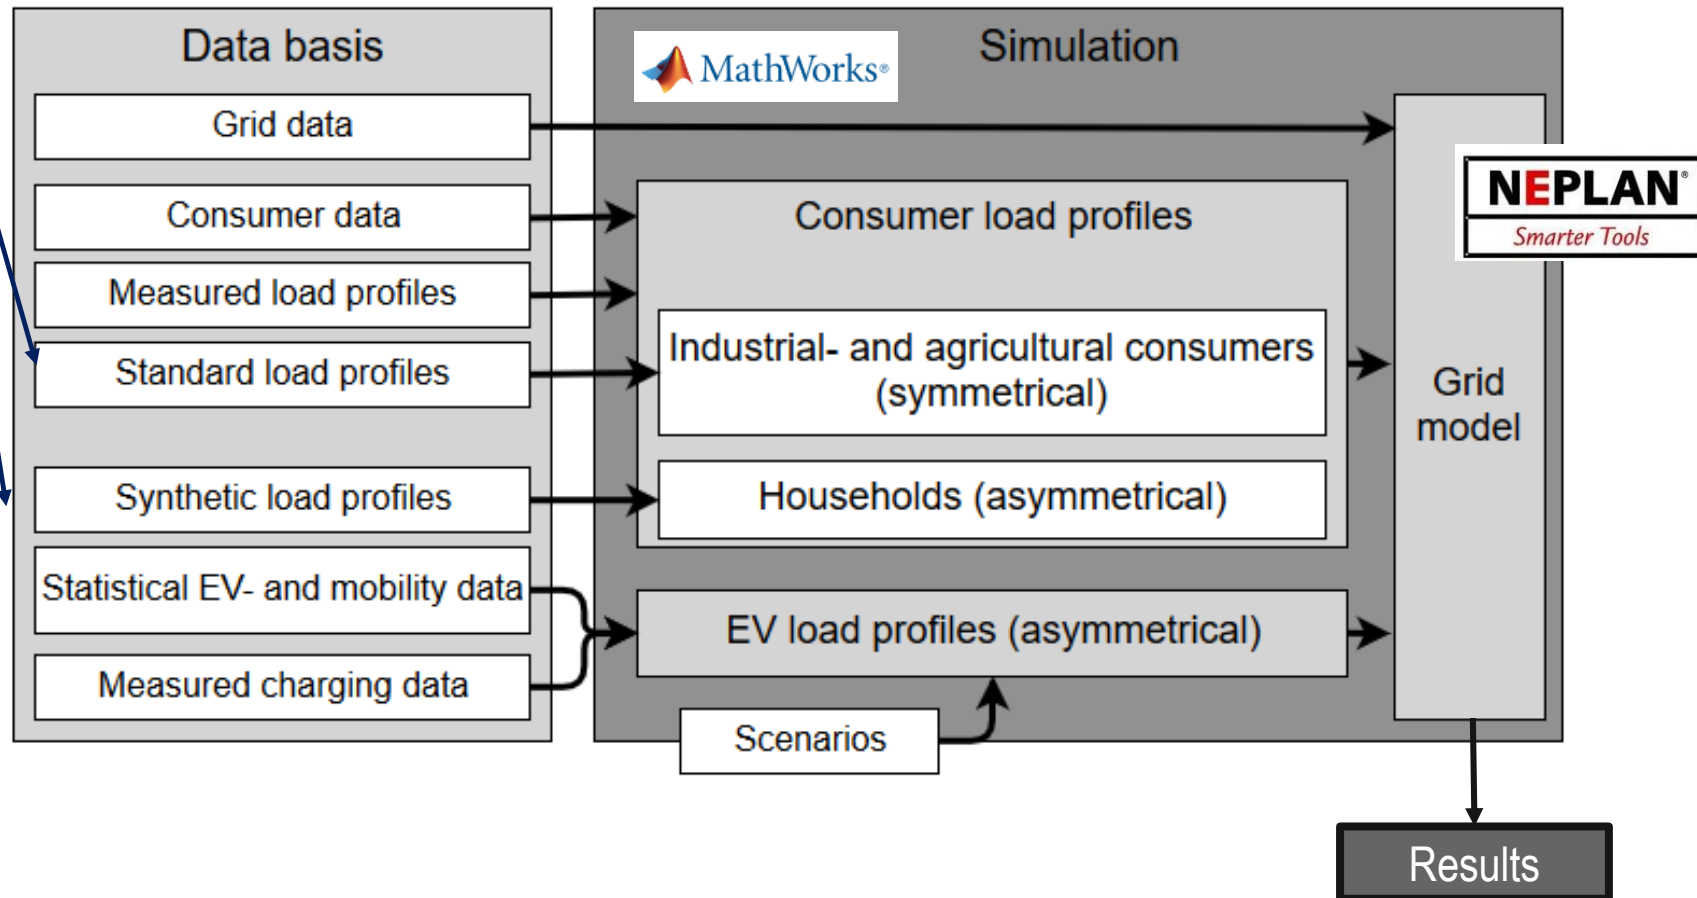 Data basis
Grid data
Consumer data
Measured load profiles
Standard load profiles
Synthetic load profiles
Statistical EV- and mobility data
Measured charging data
MathWorks®
Simulation
Consumer load profiles
Industrial- and agricultural consumers
(symmetrical)
Households (asymmetrical)
EV load profiles (asymmetrical)
Scenarios
Grid
model
NEPLAN®
Smarter Tools
Results